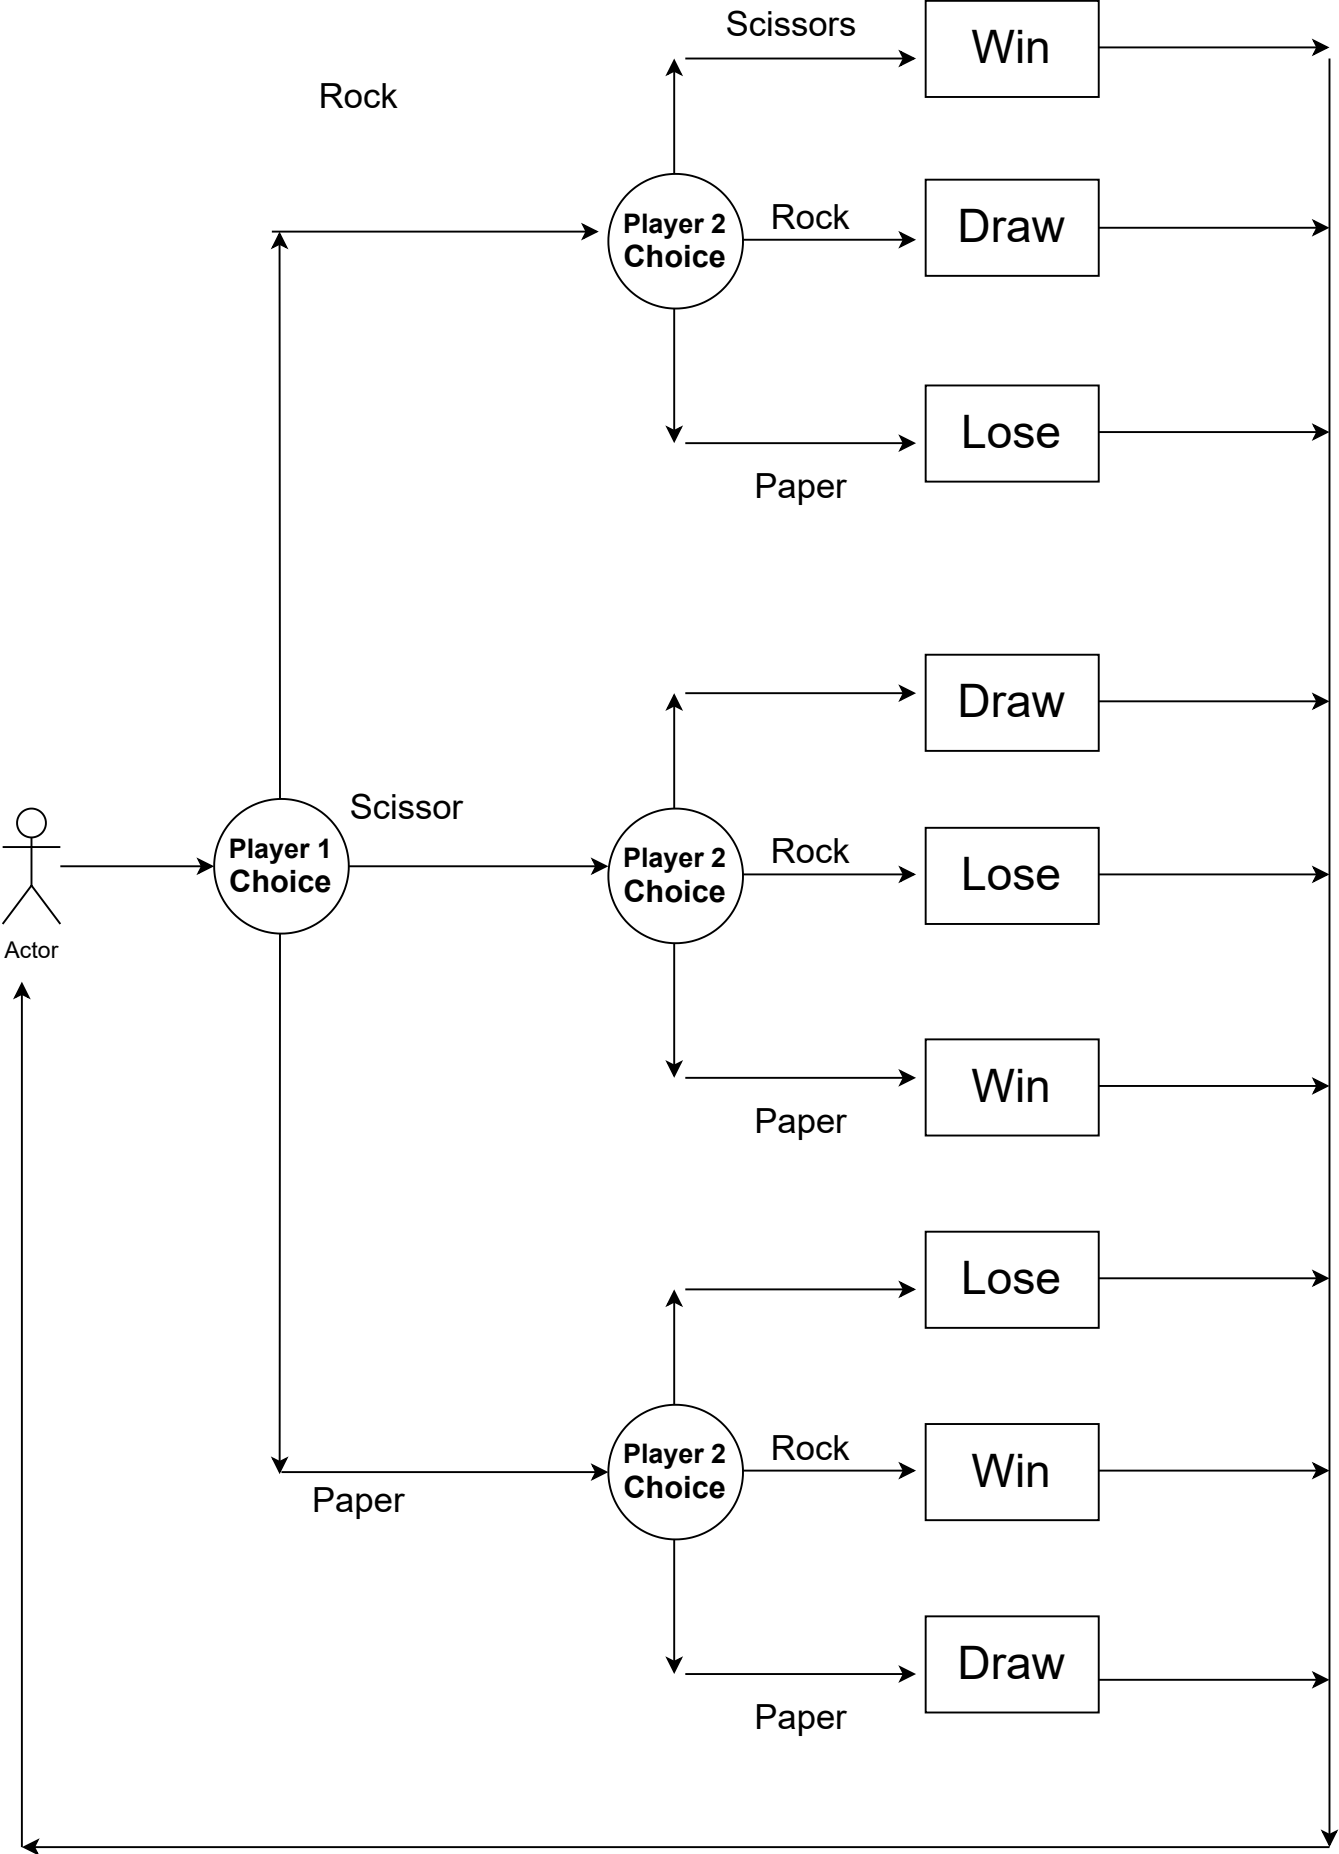 Scissors
Win
Rock
Player 2
Choice
Rock
Draw
Lose
Paper
Draw
Scissor
Player 1
Choice
Player 2
Choice
Rock
Lose
Actor
Win
Paper
Lose
Player 2
Choice
Rock
Win
Paper
Draw
Paper